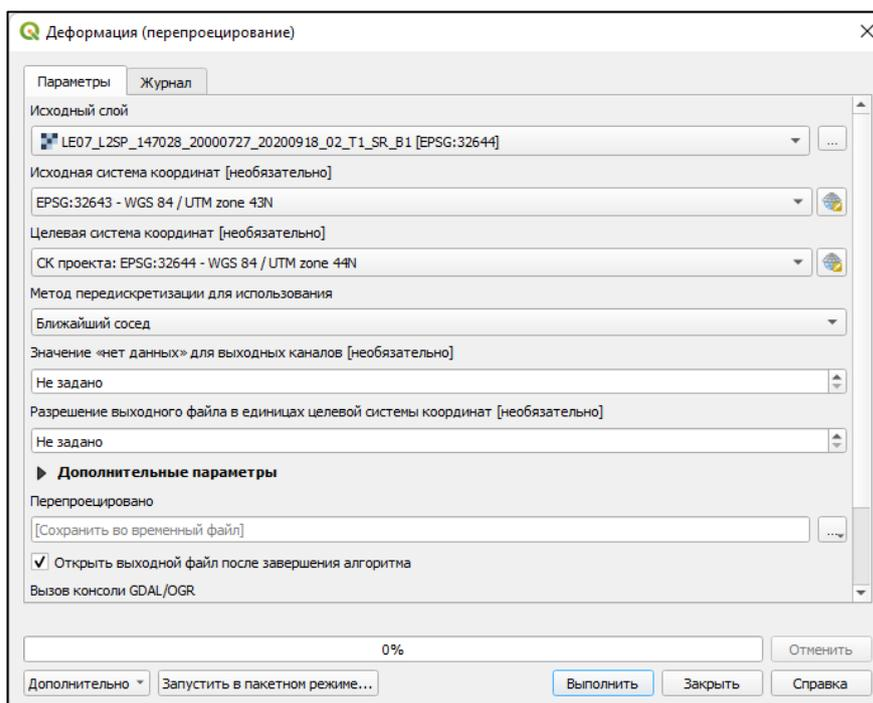 Деформация (перепроецирование)
Параметры
Журнал
Исходный слой
LE07_L2SP_147028_20000727_20200918_02_T1_SR_B1 [EPSG:32644]
...
Исходная система координат [необязательно]
EPSG:32643 - WGS 84 / UTM zone 43N
Целевая система координат [необязательно]
СК проекта: EPSG:32644 - WGS 84 / UTM zone 44N
Метод передискретизации для использования
Ближайший сосед
Значение «нет данных» для выходных каналов [необязательно]
Не задано
Разрешение выходного файла в единицах целевой системы координат [необязательно]
Не задано
Дополнительные параметры
Перепроецировано
[Сохранить во временный файл]
...
Открыть выходной файл после завершения алгоритма
Вызов консоли GDAL/OGR
0%
Отменить
Дополнительно
Запустить в пакетном режиме...
Выполнить
Закрыть
Справка